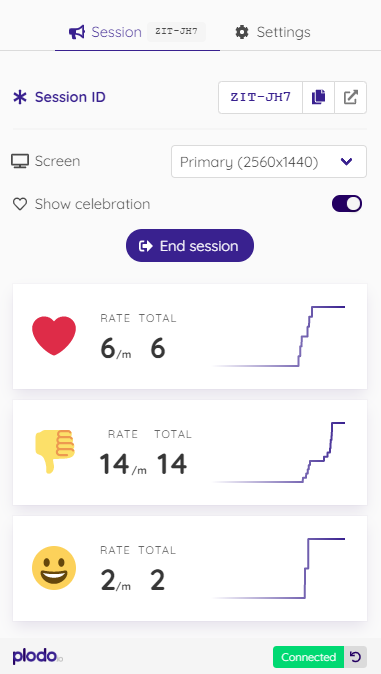 Session ZIT-JH7 Settings
Session ID ZIT-JH7
Screen Primary (2560x1440)
Show celebration
End session
RATE TOTAL
6/m 6
RATE TOTAL
14/m 14
RATE TOTAL
2/m 2
plodo.io Connected